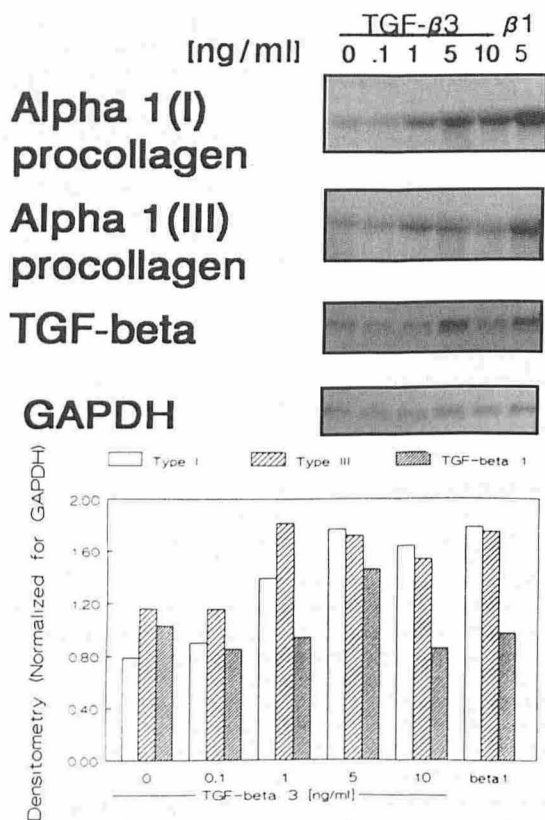 TGF-β3 β1
[ng/ml] 0 .1 1 5 10 5
Alpha 1(I)
procollagen
Alpha 1(III)
procollagen
TGF-beta
GAPDH
Type I Type III TGF-beta 1
Densitometry (Normalized for GAPDH)
2.00
1.60
1.20
0.80
0.40
0.00
0 0.1 1 5 10 beta 1
TGF-beta 3 [ng/ml]